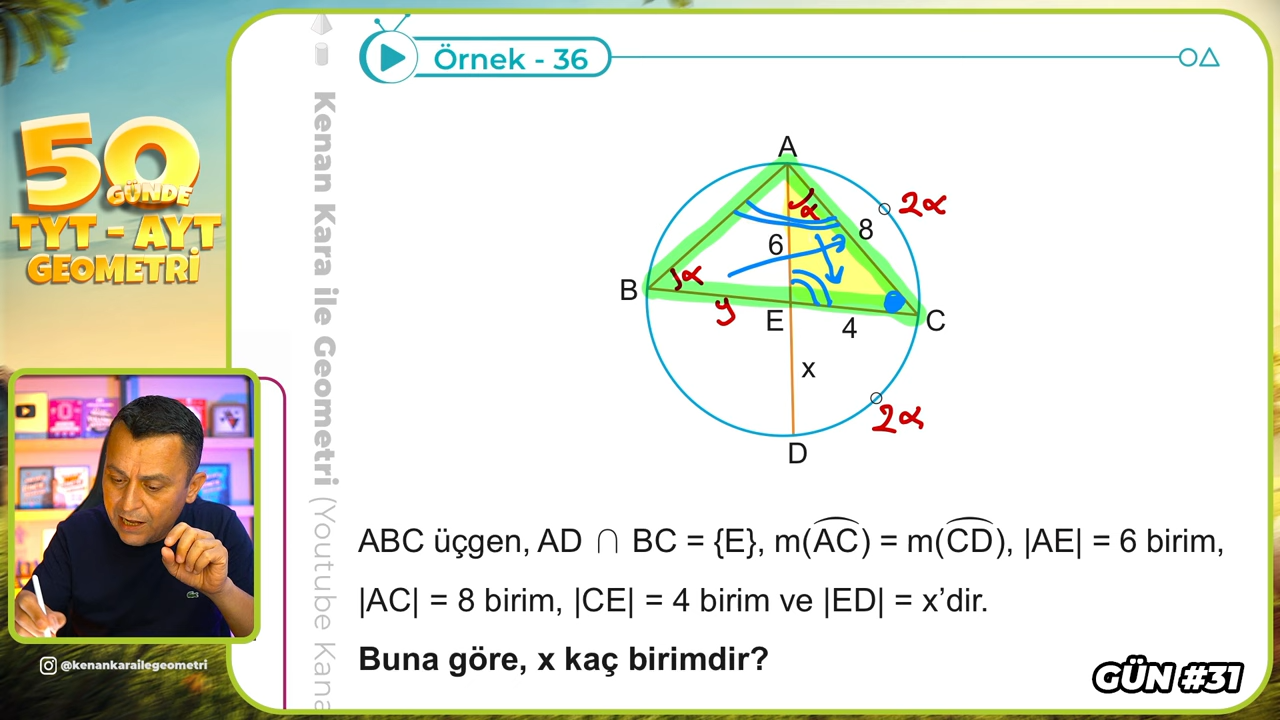 Örnek - 36
50
GÜNDE
TYT - AYT
GEOMETRİ
Kenan Kara ile Geometri (Youtube Kana
A
2α
α
8
6
B
α
y
E
4
C
x
2α
D
ABC üçgen, AD ∩ BC = {E}, m(AC) = m(CD), |AE| = 6 birim,
|AC| = 8 birim, |CE| = 4 birim ve |ED| = x’dir.
Buna göre, x kaç birimdir?
@kenankarailegeometri
GÜN #31